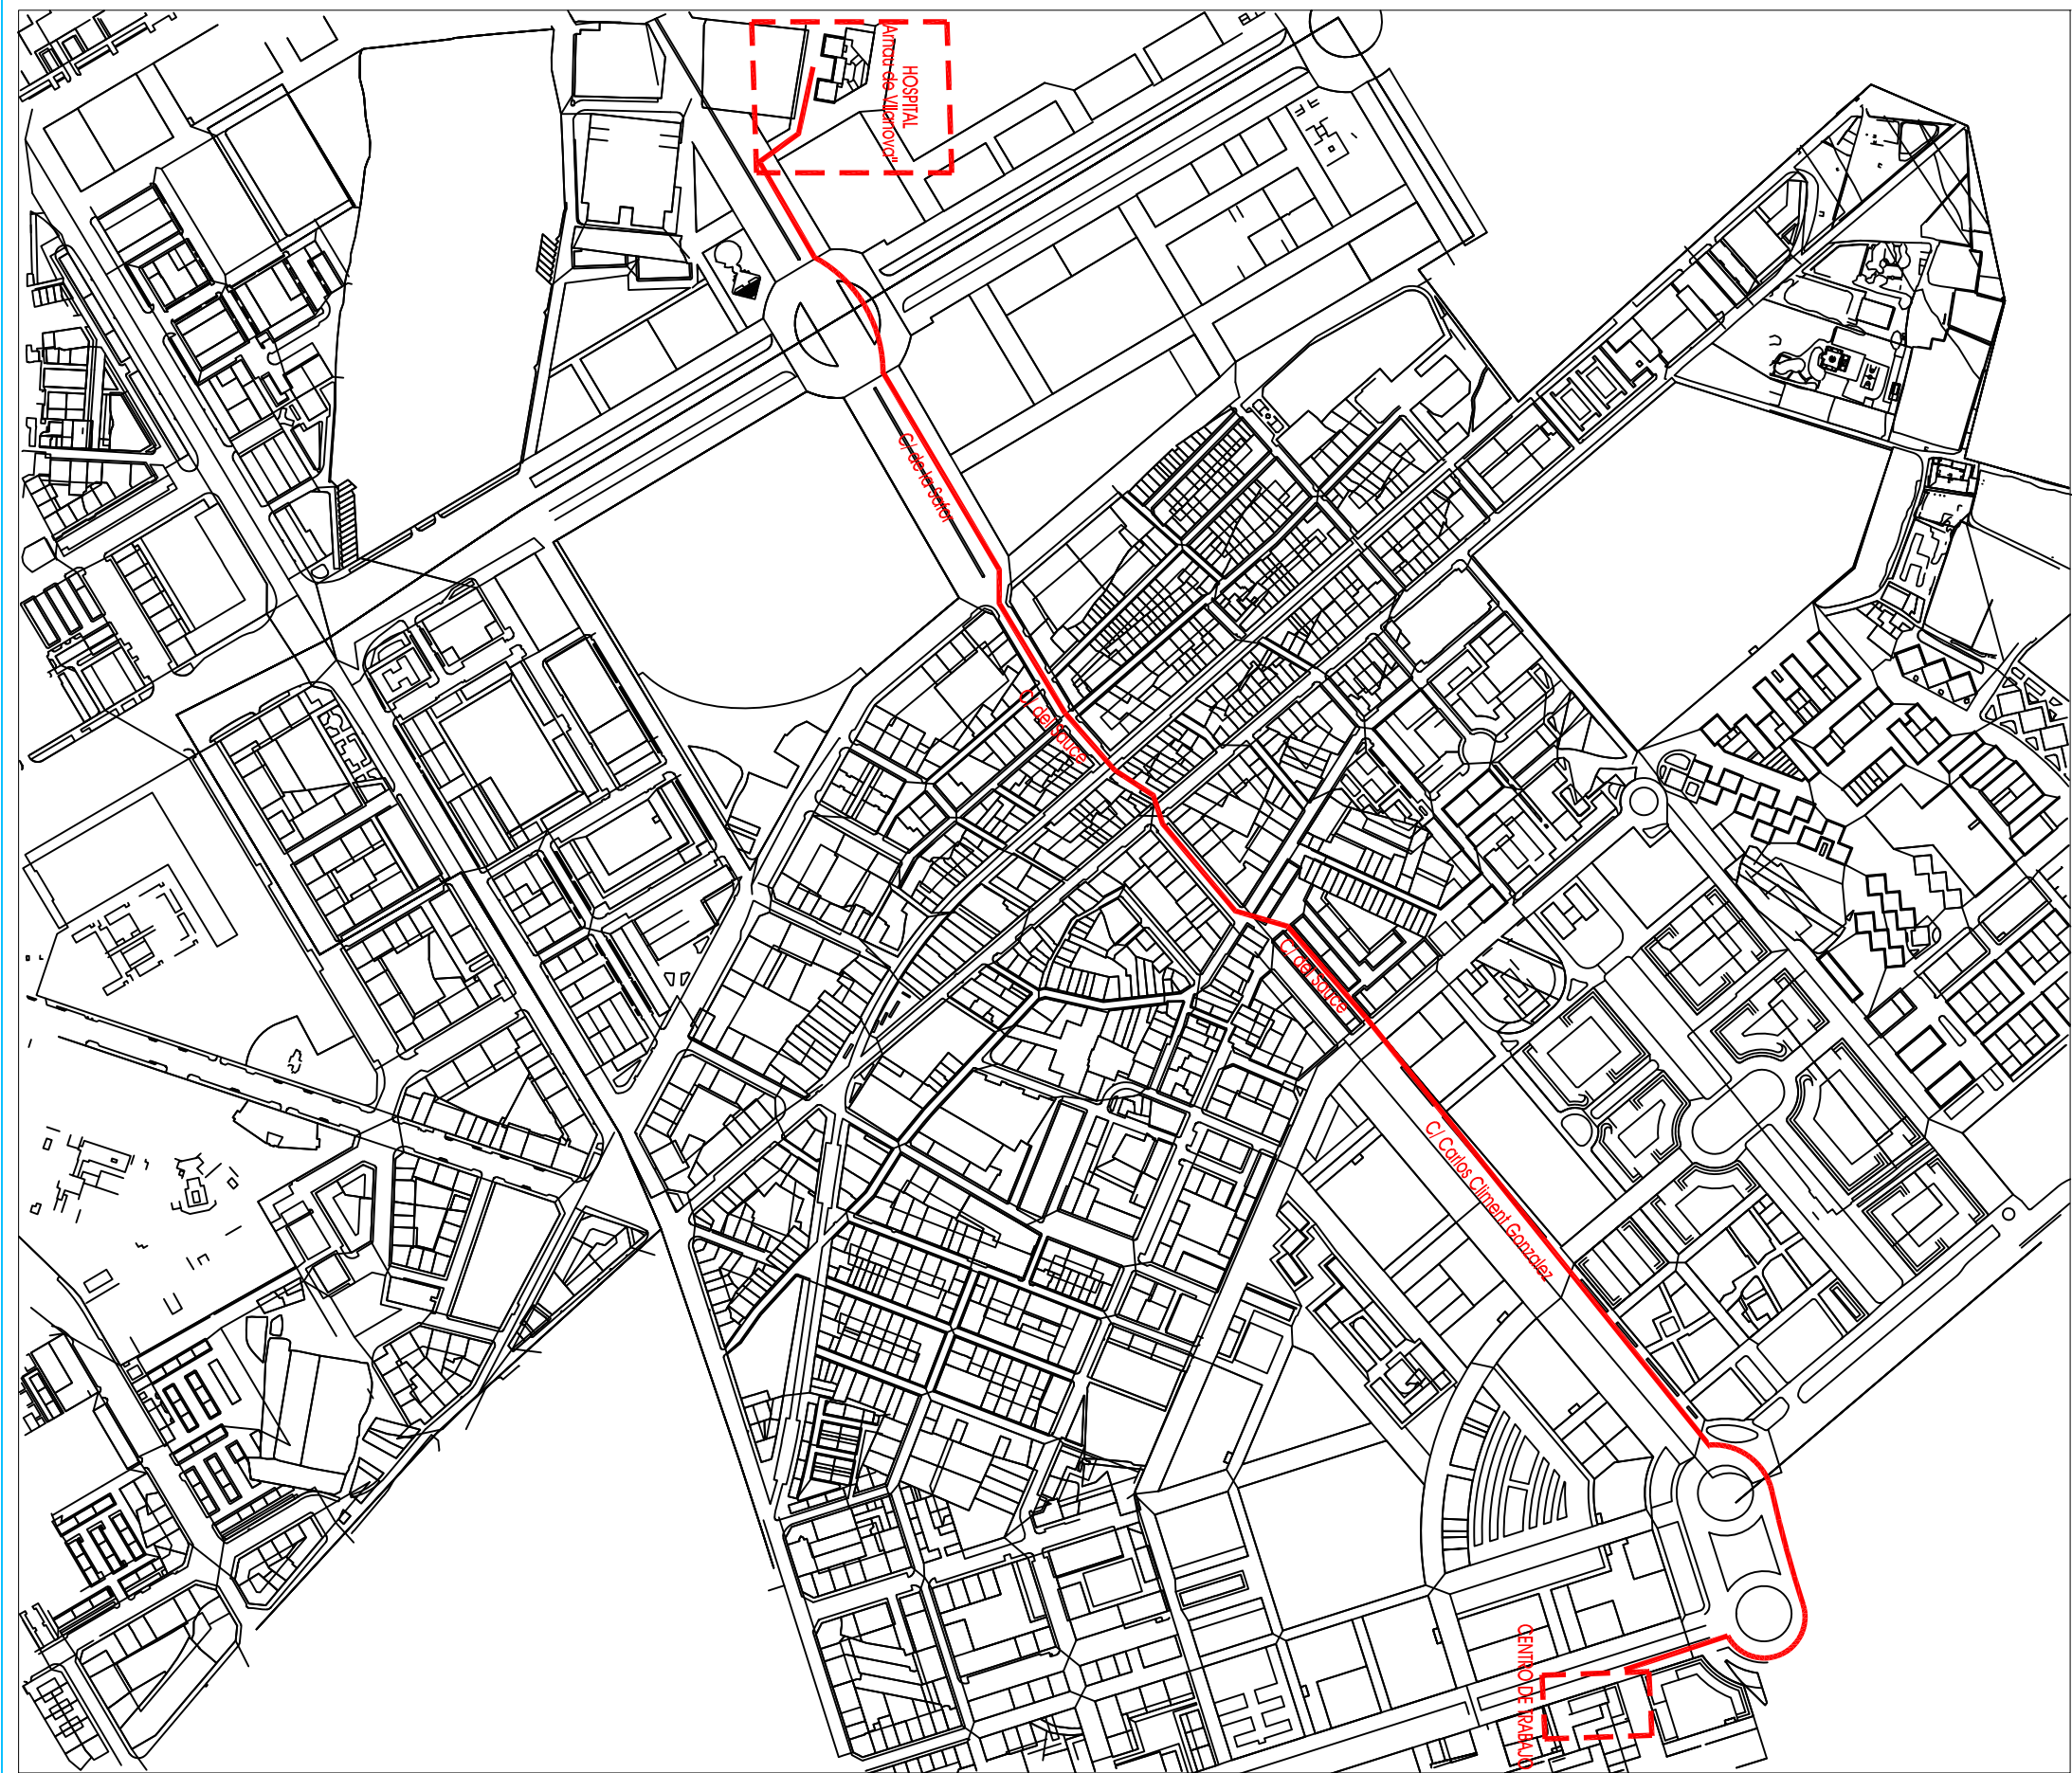 HOSPITAL
"Arnau de Vilanova"
C/ de la Safor
C/ del Sauce
C/ del Sauce
C/ Carlos Climent Gonzalez
CENTRO DE TRABAJO